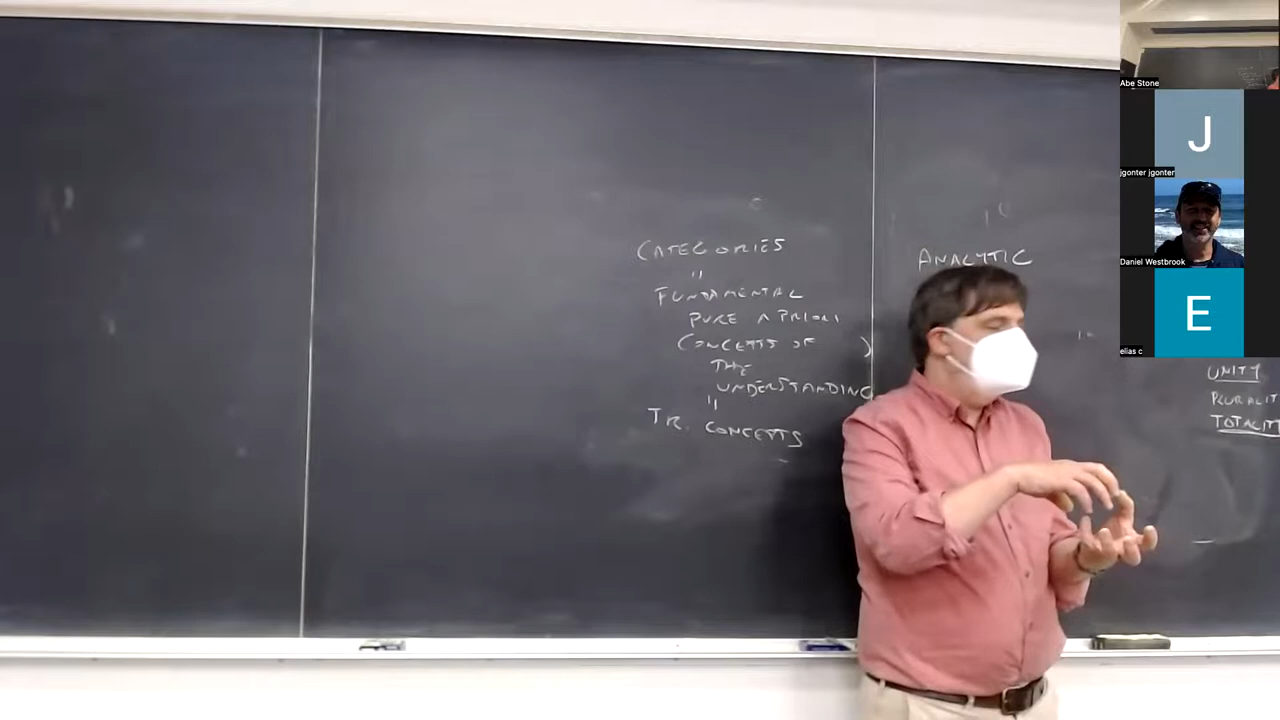 CATEGORIES
"
FUNDAMENTAL
PURE A PRIORI
CONCEPTS OF
THE
UNDERSTANDING
"
TR. CONCEPTS
ANALYTIC
UNITY
PLURALIT
TOTALITY
Abe Stone
J
jgonter jgonter
Daniel Westbrook
E
elias c